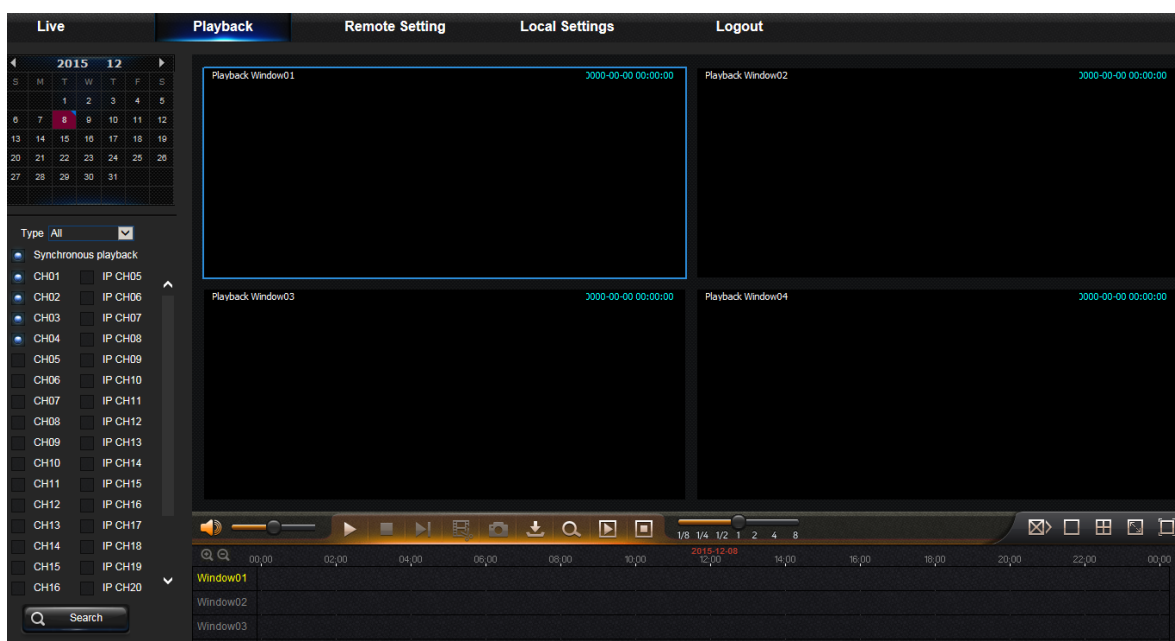 Live Playback Remote Setting Local Settings Logout
2015 12
S M T W T F S
1 2 3 4 5
6 7 8 9 10 11 12
13 14 15 16 17 18 19
20 21 22 23 24 25 26
27 28 29 30 31
Type All
Synchronous playback
CH01 IP CH05
CH02 IP CH06
CH03 IP CH07
CH04 IP CH08
CH05 IP CH09
CH06 IP CH10
CH07 IP CH11
CH08 IP CH12
CH09 IP CH13
CH10 IP CH14
CH11 IP CH15
CH12 IP CH16
CH13 IP CH17
CH14 IP CH18
CH15 IP CH19
CH16 IP CH20
Search
Playback Window01 0000-00-00 00:00:00
Playback Window02 0000-00-00 00:00:00
Playback Window03 0000-00-00 00:00:00
Playback Window04 0000-00-00 00:00:00
1/8 1/4 1/2 1 2 4 8
2015-12-08
00:00 02:00 04:00 06:00 08:00 10:00 12:00 14:00 16:00 18:00 20:00 22:00 00:00
Window01
Window02
Window03